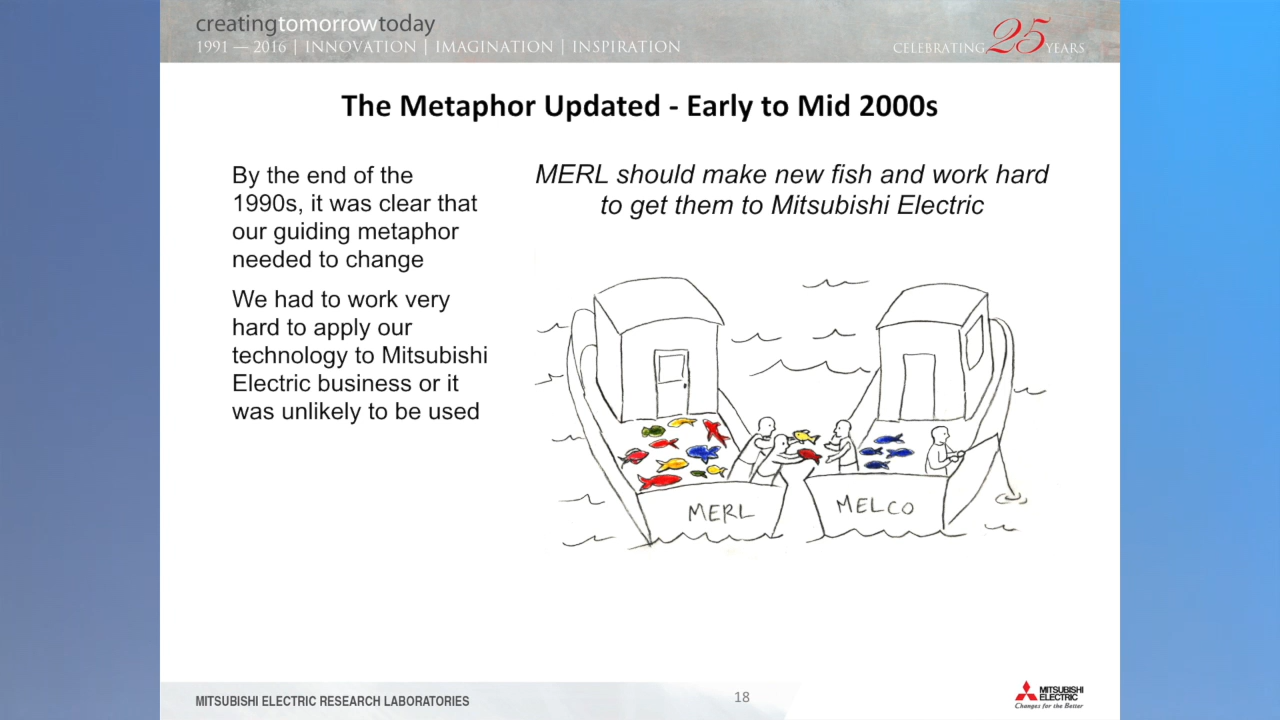 creatingtomorrowtoday
1991 — 2016 | INNOVATION | IMAGINATION | INSPIRATION
CELEBRATING 25 YEARS
The Metaphor Updated - Early to Mid 2000s
By the end of the
1990s, it was clear that
our guiding metaphor
needed to change
We had to work very
hard to apply our
technology to Mitsubishi
Electric business or it
was unlikely to be used
MERL should make new fish and work hard
to get them to Mitsubishi Electric
MERL
MELCO
MITSUBISHI ELECTRIC RESEARCH LABORATORIES
18
MITSUBISHI
ELECTRIC
Changes for the Better